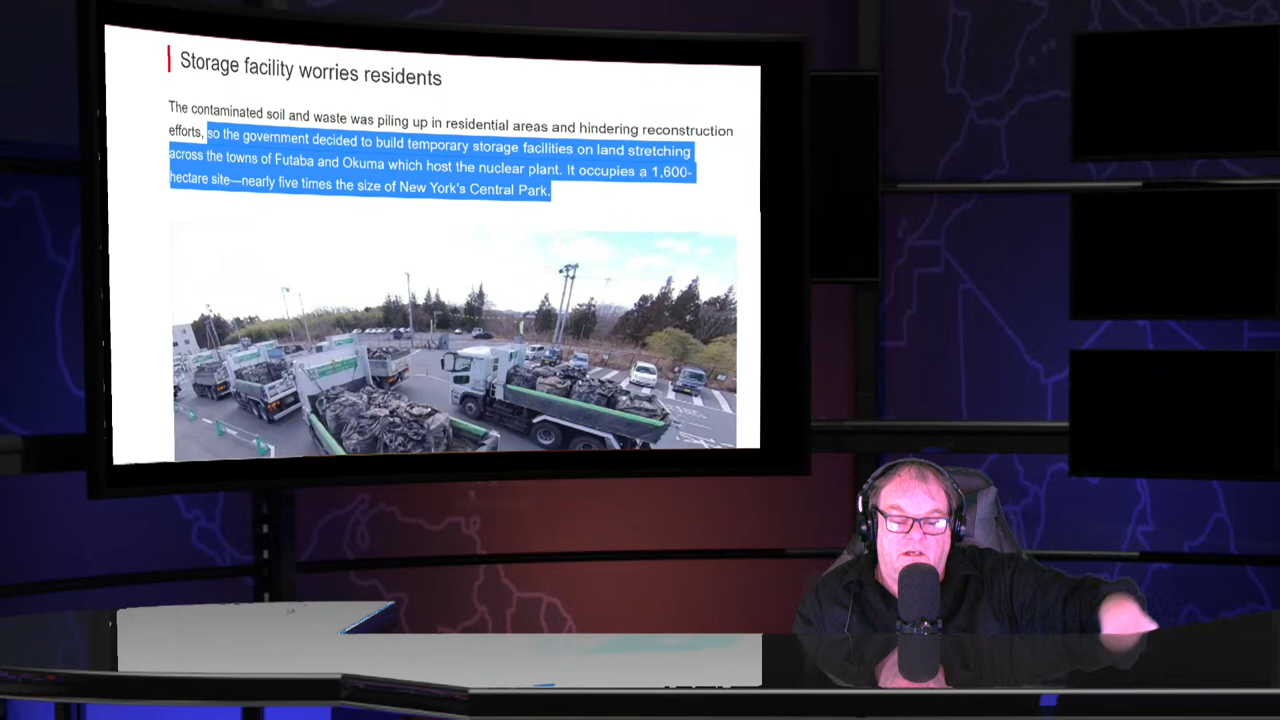 Storage facility worries residents
The contaminated soil and waste was piling up in residential areas and hindering reconstruction
efforts, so the government decided to build temporary storage facilities on land stretching
across the towns of Futaba and Okuma which host the nuclear plant. It occupies a 1,600-
hectare site—nearly five times the size of New York's Central Park.